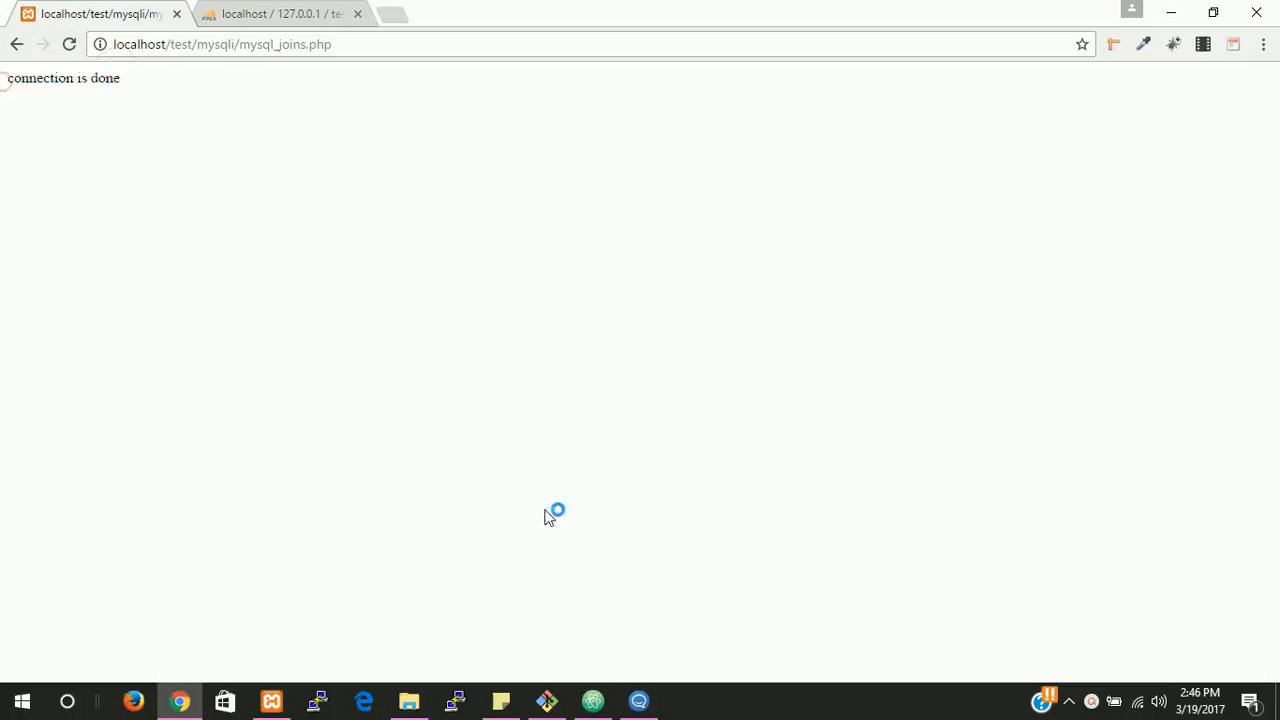 localhost/test/mysqli/my
localhost / 127.0.0.1 / te
localhost/test/mysqli/mysql_joins.php
connection is done
2:46 PM
3/19/2017